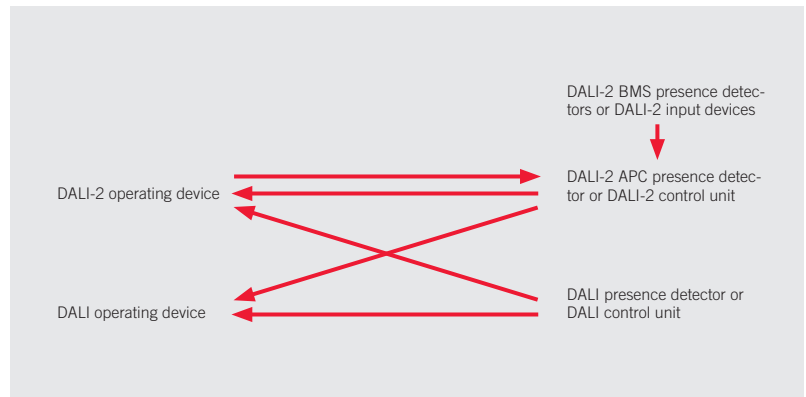 DALI-2 BMS presence detec-
tors or DALI-2 input devices
DALI-2 operating device
DALI-2 APC presence detec-
tor or DALI-2 control unit
DALI operating device
DALI presence detector or
DALI control unit